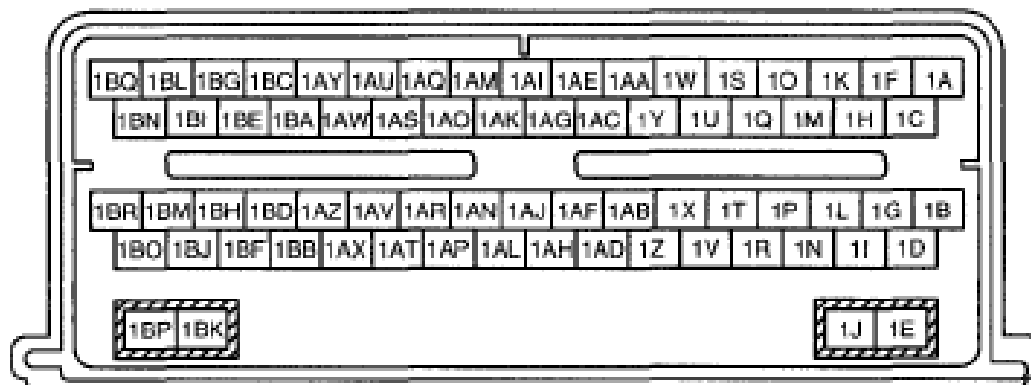 1BQ 1BL 1BG 1BC 1AY 1AU 1AQ 1AM 1AI 1AE 1AA 1W 1S 1O 1K 1F 1A
1BN 1BI 1BE 1BA 1AW 1AS 1AO 1AK 1AG 1AC 1Y 1U 1Q 1M 1H 1C
1BR 1BM 1BH 1BD 1AZ 1AV 1AR 1AN 1AJ 1AF 1AB 1X 1T 1P 1L 1G 1B
1BO 1BJ 1BF 1BB 1AX 1AT 1AP 1AL 1AH 1AD 1Z 1V 1R 1N 1I 1D
1BP 1BK 1J 1E